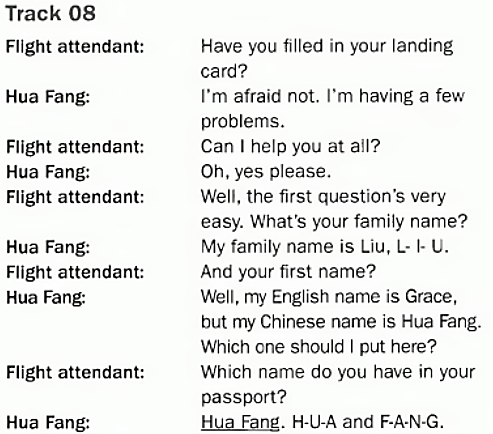 Track 08
Flight attendant: Have you filled in your landing
card?
Hua Fang: I'm afraid not. I'm having a few
problems.
Flight attendant: Can I help you at all?
Hua Fang: Oh, yes please.
Flight attendant: Well, the first question's very
easy. What's your family name?
Hua Fang: My family name is Liu, L- I- U.
Flight attendant: And your first name?
Hua Fang: Well, my English name is Grace,
but my Chinese name is Hua Fang.
Which one should I put here?
Flight attendant: Which name do you have in your
passport?
Hua Fang: Hua Fang. H-U-A and F-A-N-G.